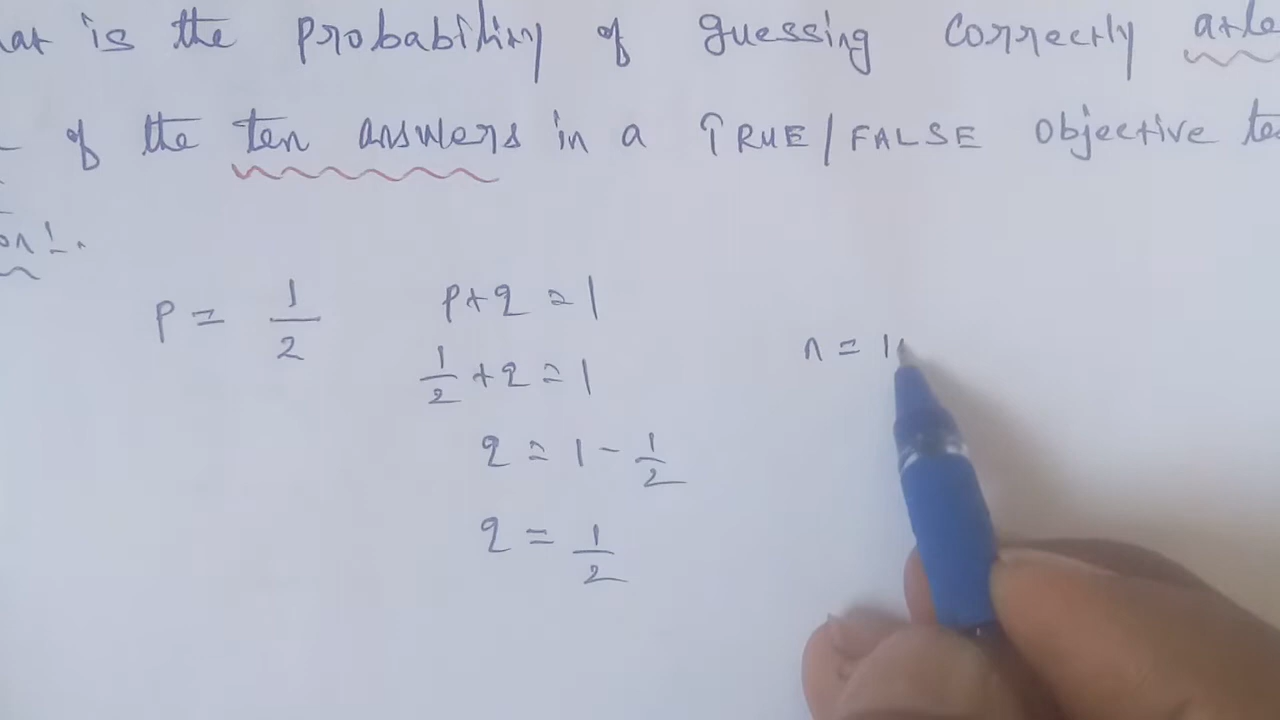 is the probability of guessing correctly
of the ten answers in a TRUE/FALSE objective
p = 1/2
p+q = 1
1/2 + q = 1
q = 1 - 1/2
q = 1/2
n = 1